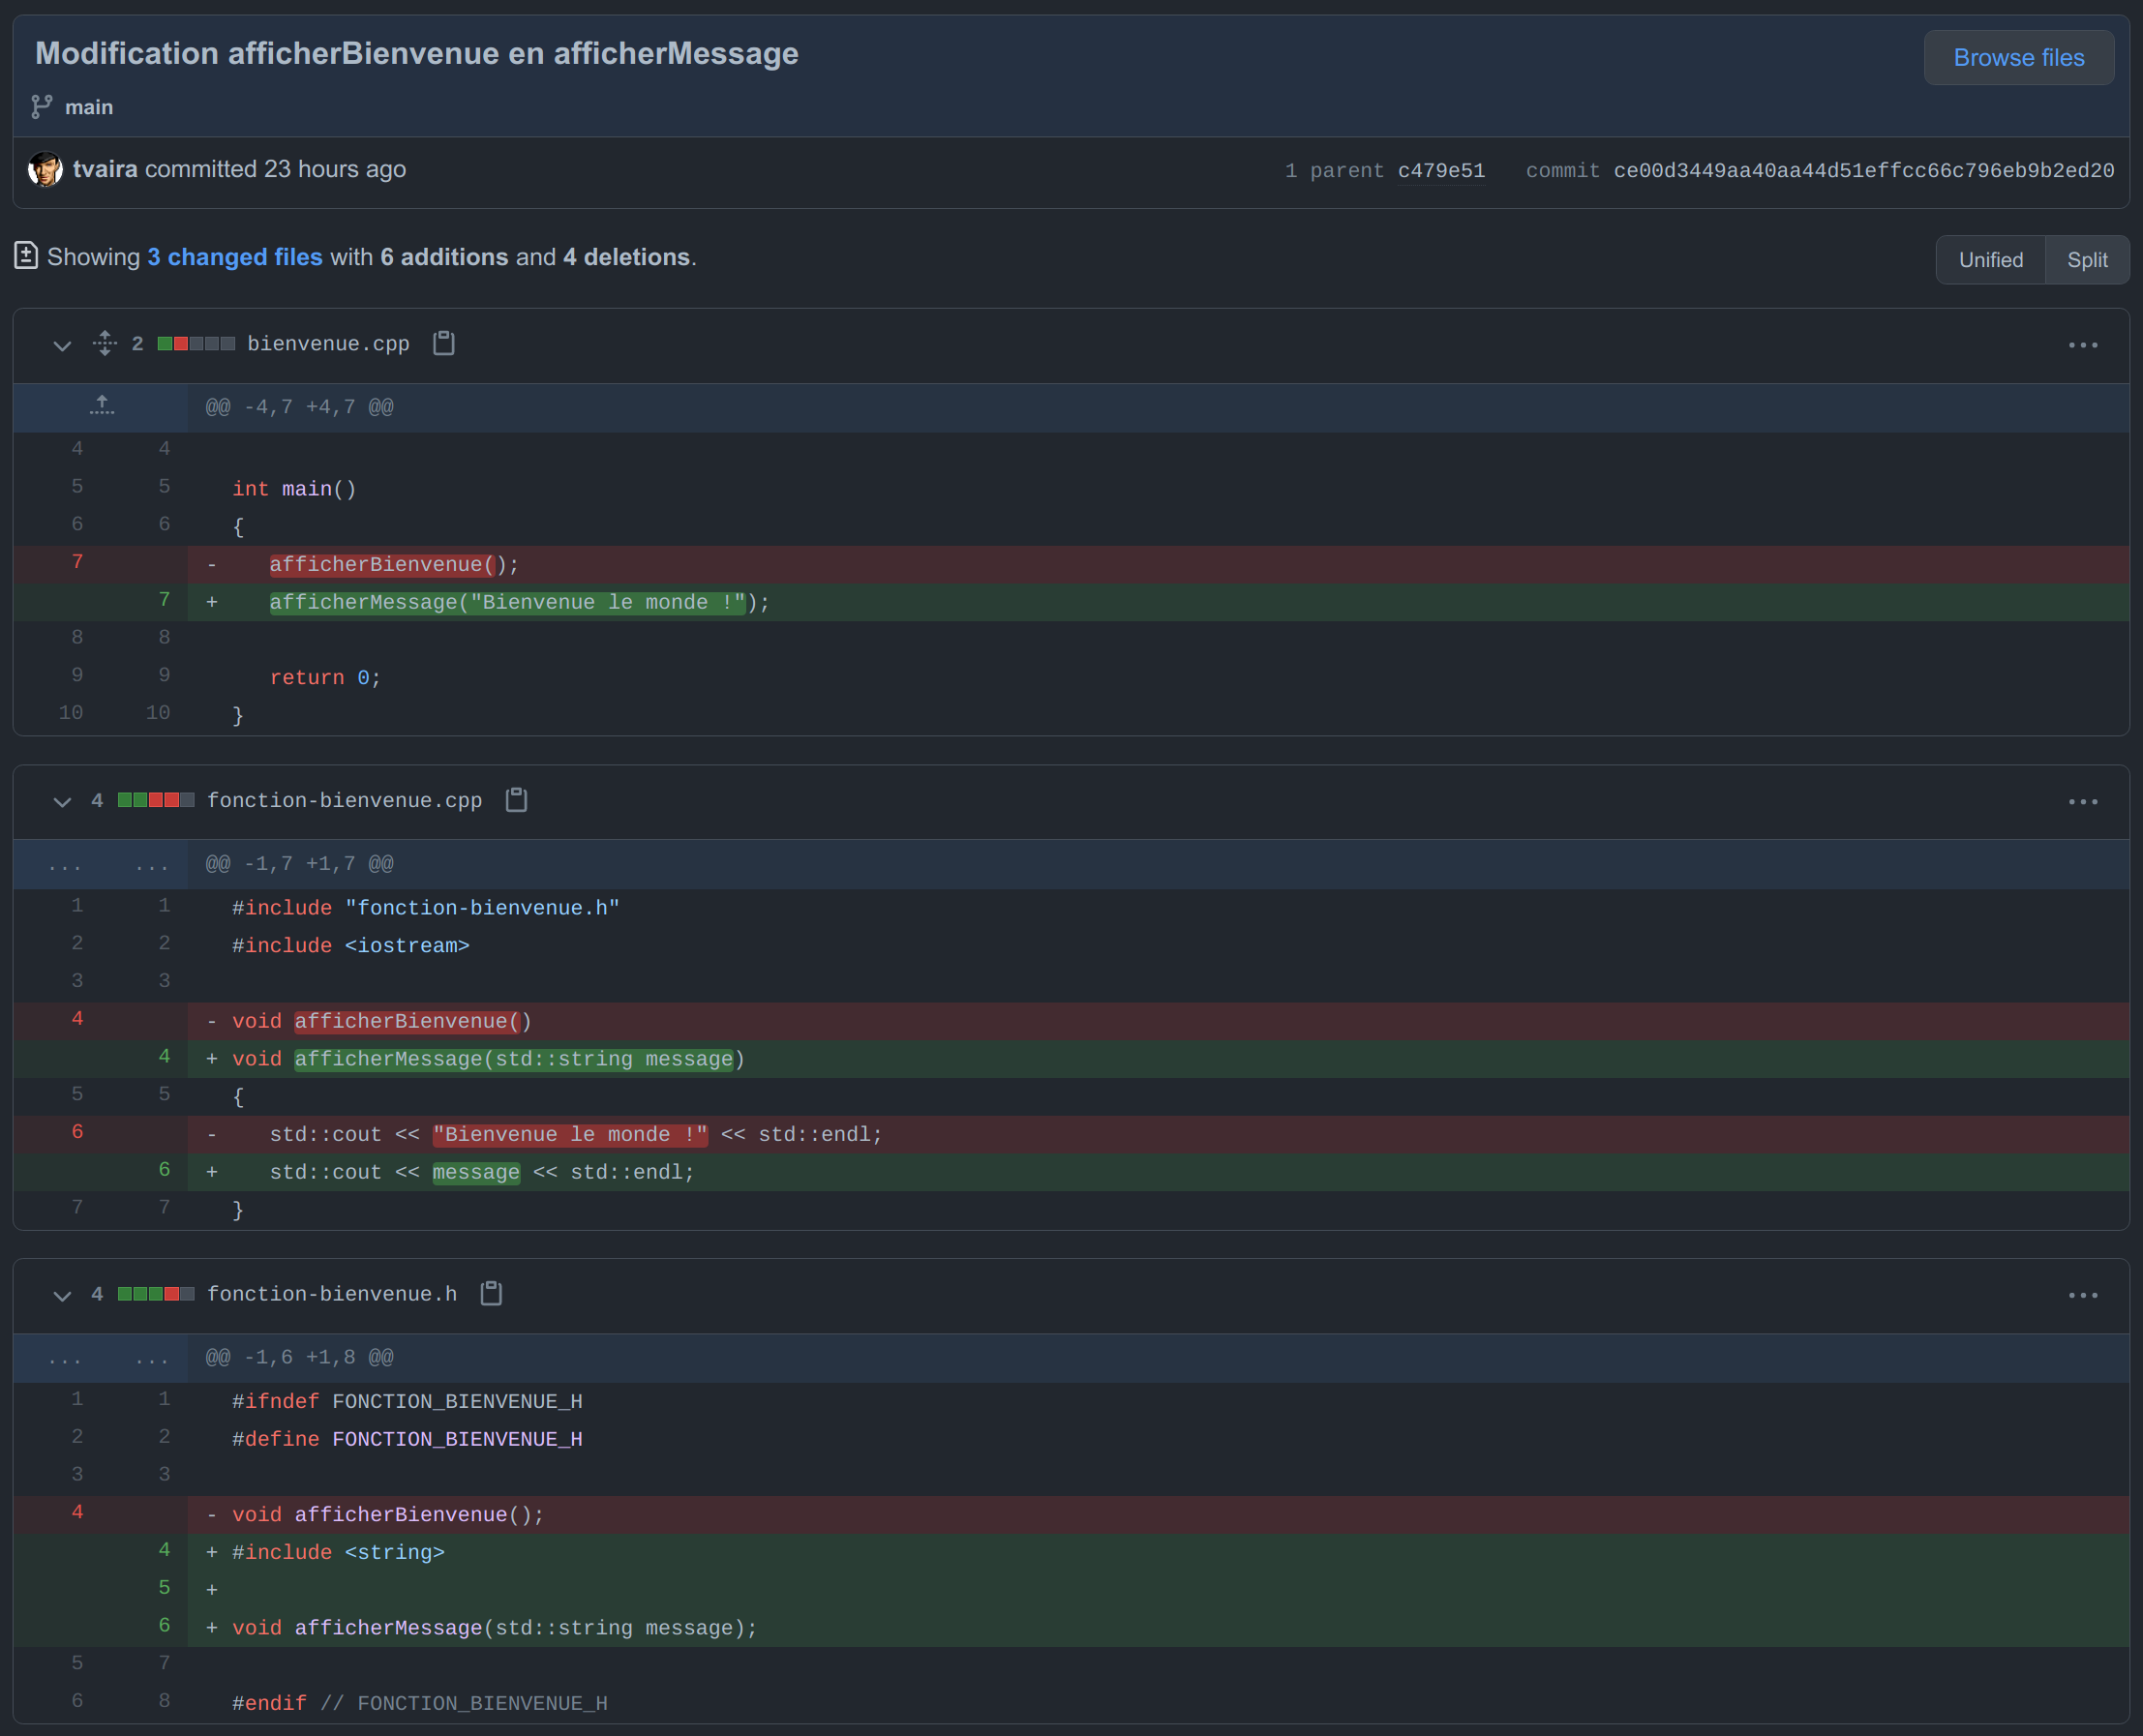 Modification afficherBienvenue en afficherMessage
Browse files
main
tvaira committed 23 hours ago
1 parent c479e51 commit ce00d3449aa40aa44d51effcc66c796eb9b2ed20
Showing 3 changed files with 6 additions and 4 deletions.
Unified Split
2 bienvenue.cpp
@@ -4,7 +4,7 @@
4 4
5 5 int main()
6 6 {
7 - afficherBienvenue();
7 + afficherMessage("Bienvenue le monde !");
8 8
9 9 return 0;
10 10 }
4 fonction-bienvenue.cpp
... ... @@ -1,7 +1,7 @@
1 1 #include "fonction-bienvenue.h"
2 2 #include <iostream>
3 3
4 - void afficherBienvenue()
4 + void afficherMessage(std::string message)
5 5 {
6 - std::cout << "Bienvenue le monde !" << std::endl;
6 + std::cout << message << std::endl;
7 7 }
4 fonction-bienvenue.h
... ... @@ -1,6 +1,8 @@
1 1 #ifndef FONCTION_BIENVENUE_H
2 2 #define FONCTION_BIENVENUE_H
3 3
4 - void afficherBienvenue();
4 + #include <string>
5 +
6 + void afficherMessage(std::string message);
5 7
6 8 #endif // FONCTION_BIENVENUE_H